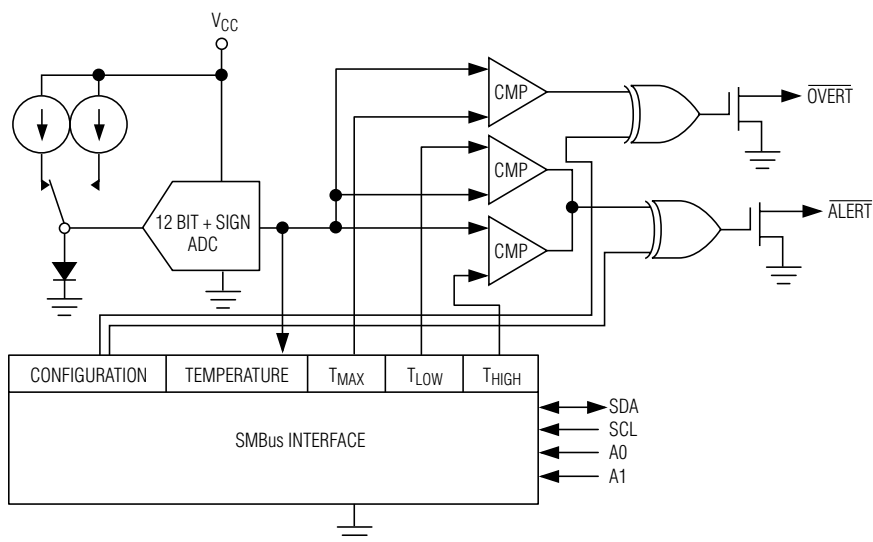 VCC
CMP
OVERT
CMP
12 BIT + SIGN
ADC
CMP
ALERT
CONFIGURATION
TEMPERATURE
TMAX
TLOW
THIGH
SMBus INTERFACE
SDA
SCL
A0
A1